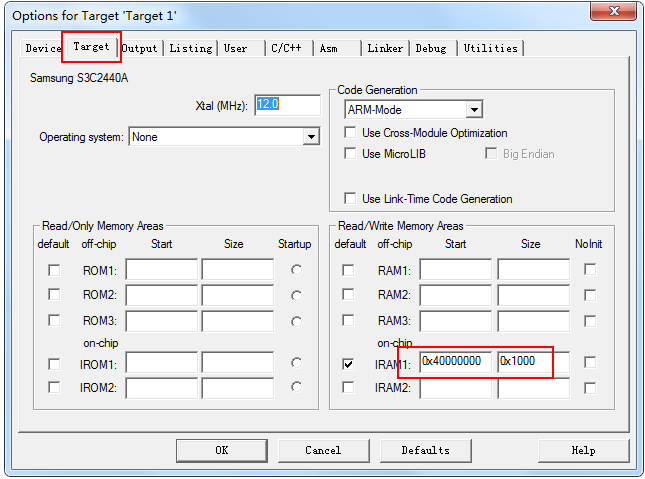 Options for Target 'Target 1'
Device Target Output Listing User C/C++ Asm Linker Debug Utilities
Samsung S3C2440A
Xtal (MHz): 12.0
Operating system: None
Code Generation
ARM-Mode
Use Cross-Module Optimization
Use MicroLIB Big Endian
Use Link-Time Code Generation
Read/Only Memory Areas
default off-chip Start Size Startup
ROM1:
ROM2:
ROM3:
on-chip
IROM1:
IROM2:
Read/Write Memory Areas
default off-chip Start Size NoInit
RAM1:
RAM2:
RAM3:
on-chip
IRAM1: 0x40000000 0x1000
IRAM2:
OK Cancel Defaults Help